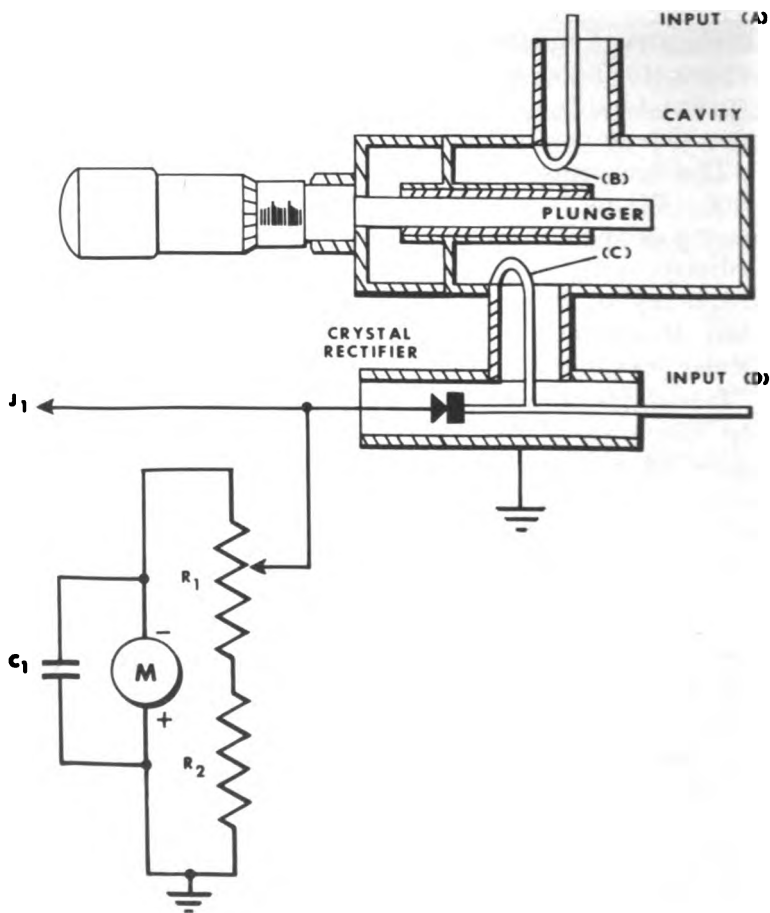 INPUT (A)
CAVITY
(B)
PLUNGER
(C)
CRYSTAL
RECTIFIER
INPUT (D)
J1
R1
-
C1
M
+
R2